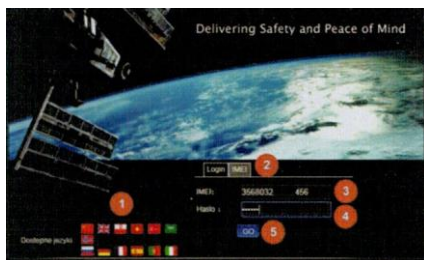 Delivering Safety and Peace of Mind
Login IMEI 2
IMEI: 3568032 456 3
1
Hasło : •••••• 4
GO 5
Dostępne języki